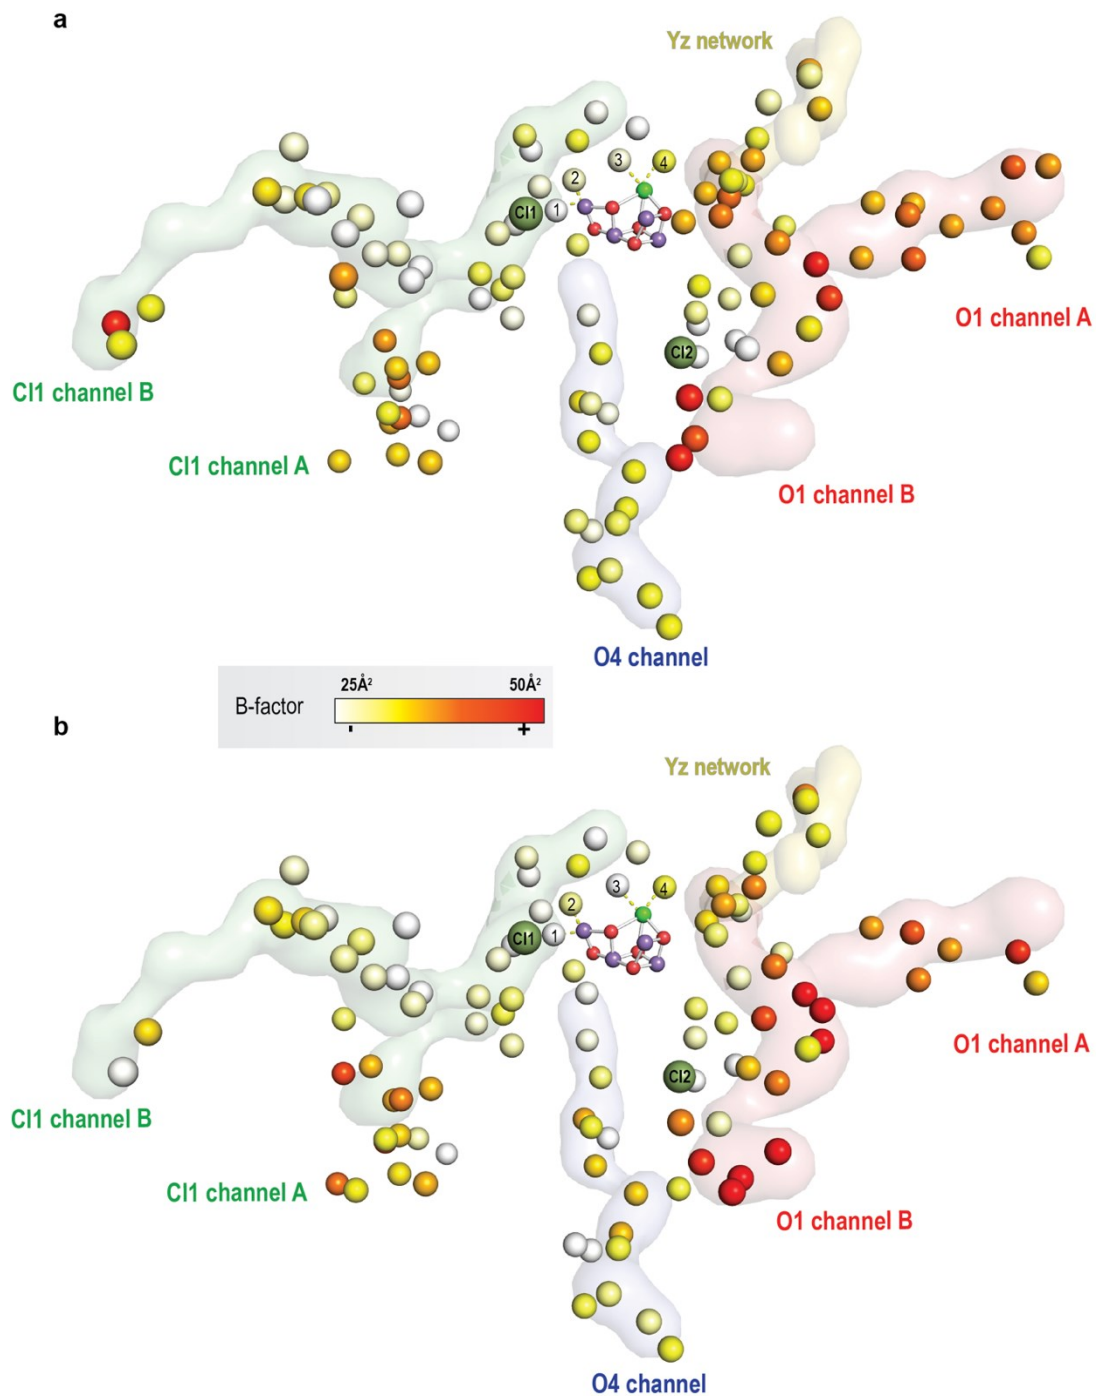 a
Yz network
3
4
2
Cl1
1
O1 channel A
Cl2
Cl1 channel B
Cl1 channel A
O1 channel B
O4 channel
25Å²
50Å²
B-factor
-
+
b
Yz network
3
4
2
Cl1
1
O1 channel A
Cl2
Cl1 channel B
Cl1 channel A
O1 channel B
O4 channel